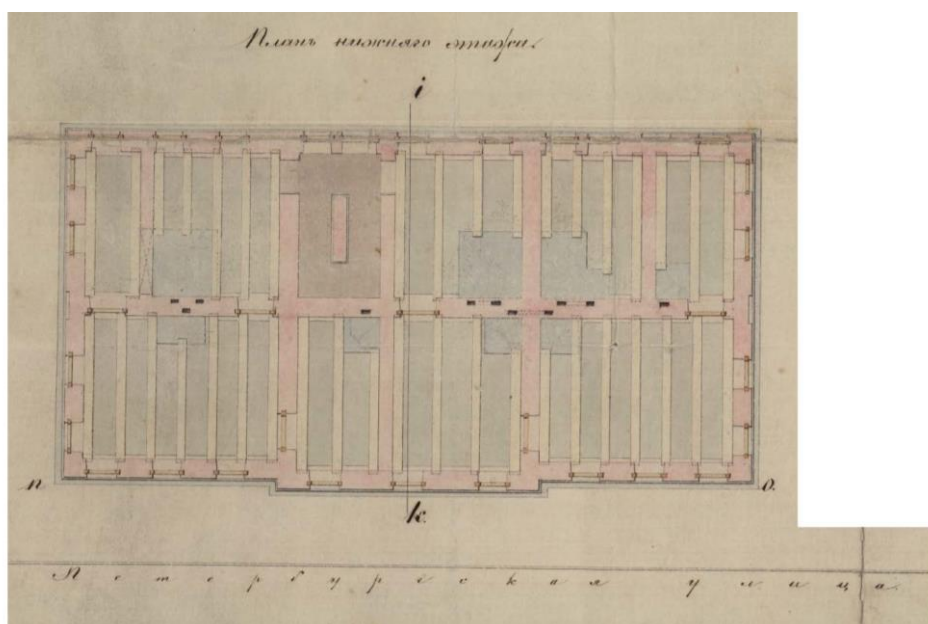 Планъ нижняго этажа.
i
n
o.
k.
Петербургская улица.